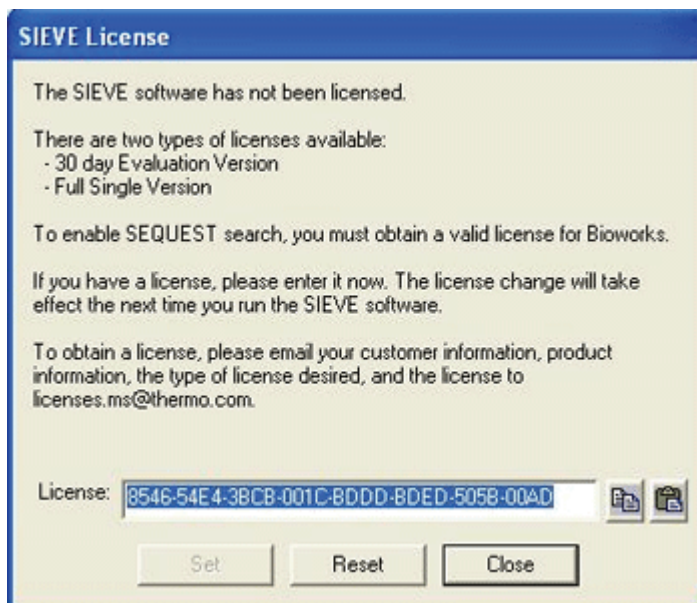 SIEVE License
The SIEVE software has not been licensed.
There are two types of licenses available:
- 30 day Evaluation Version
- Full Single Version
To enable SEQUEST search, you must obtain a valid license for Bioworks.
If you have a license, please enter it now. The license change will take
effect the next time you run the SIEVE software.
To obtain a license, please email your customer information, product
information, the type of license desired, and the license to
licenses.ms@thermo.com.
License: 8546-54E4-3BCB-001C-BDDD-BDED-505B-00AD
Set Reset Close